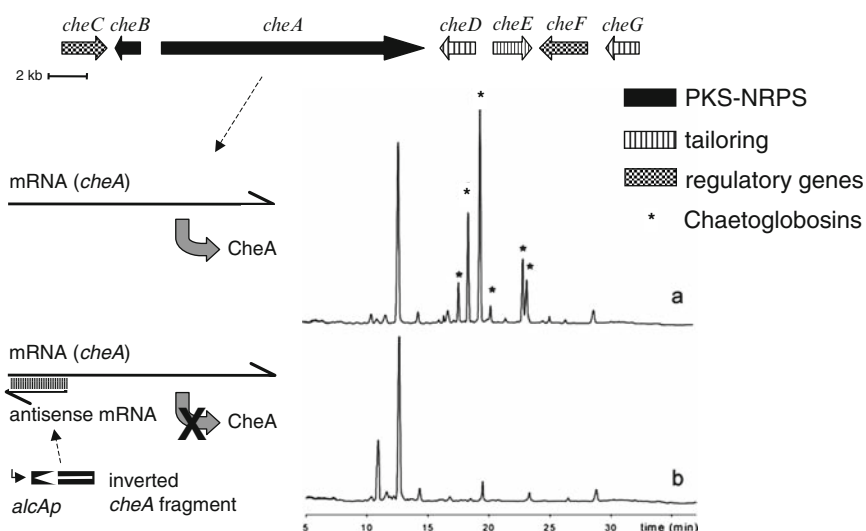 cheC cheB cheA cheD cheE cheF cheG
2 kb
PKS-NRPS
tailoring
regulatory genes
* Chaetoglobosins
mRNA (cheA)
CheA
* * * * * *
a
mRNA (cheA)
antisense mRNA
X
CheA
alcAp
inverted
cheA fragment
b
5 10 15 20 25 30 time (min)